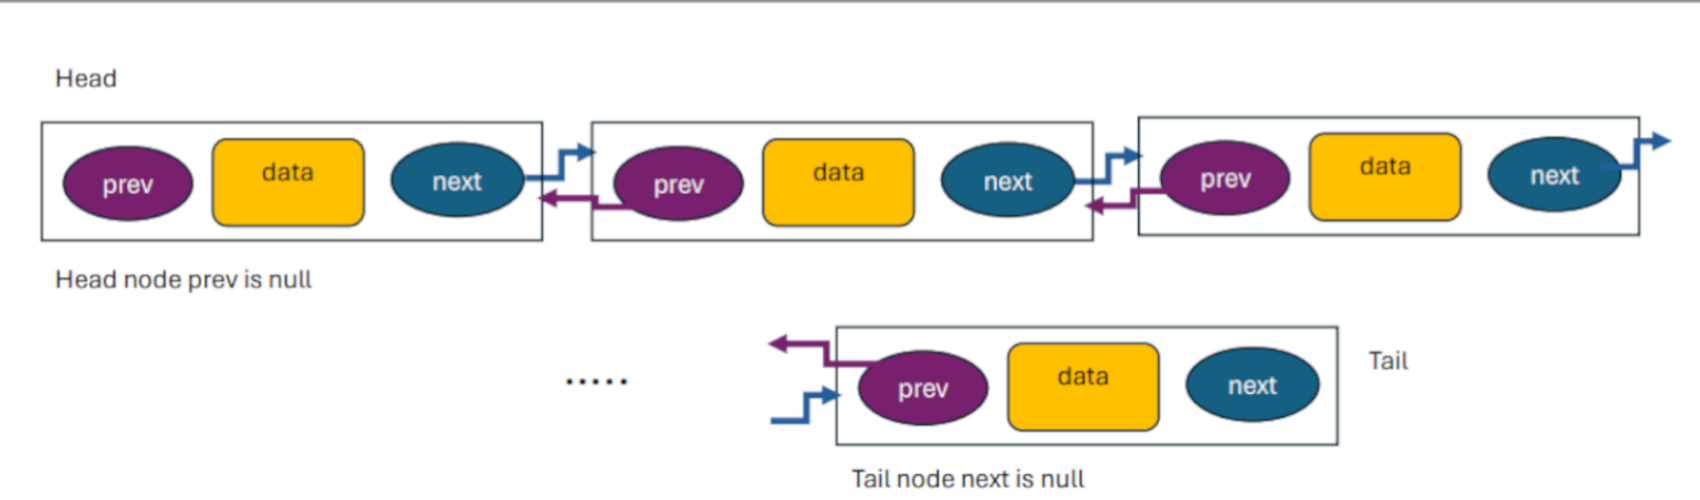 Head
prev data next prev data next prev data next
Head node prev is null
..... prev data next Tail
Tail node next is null